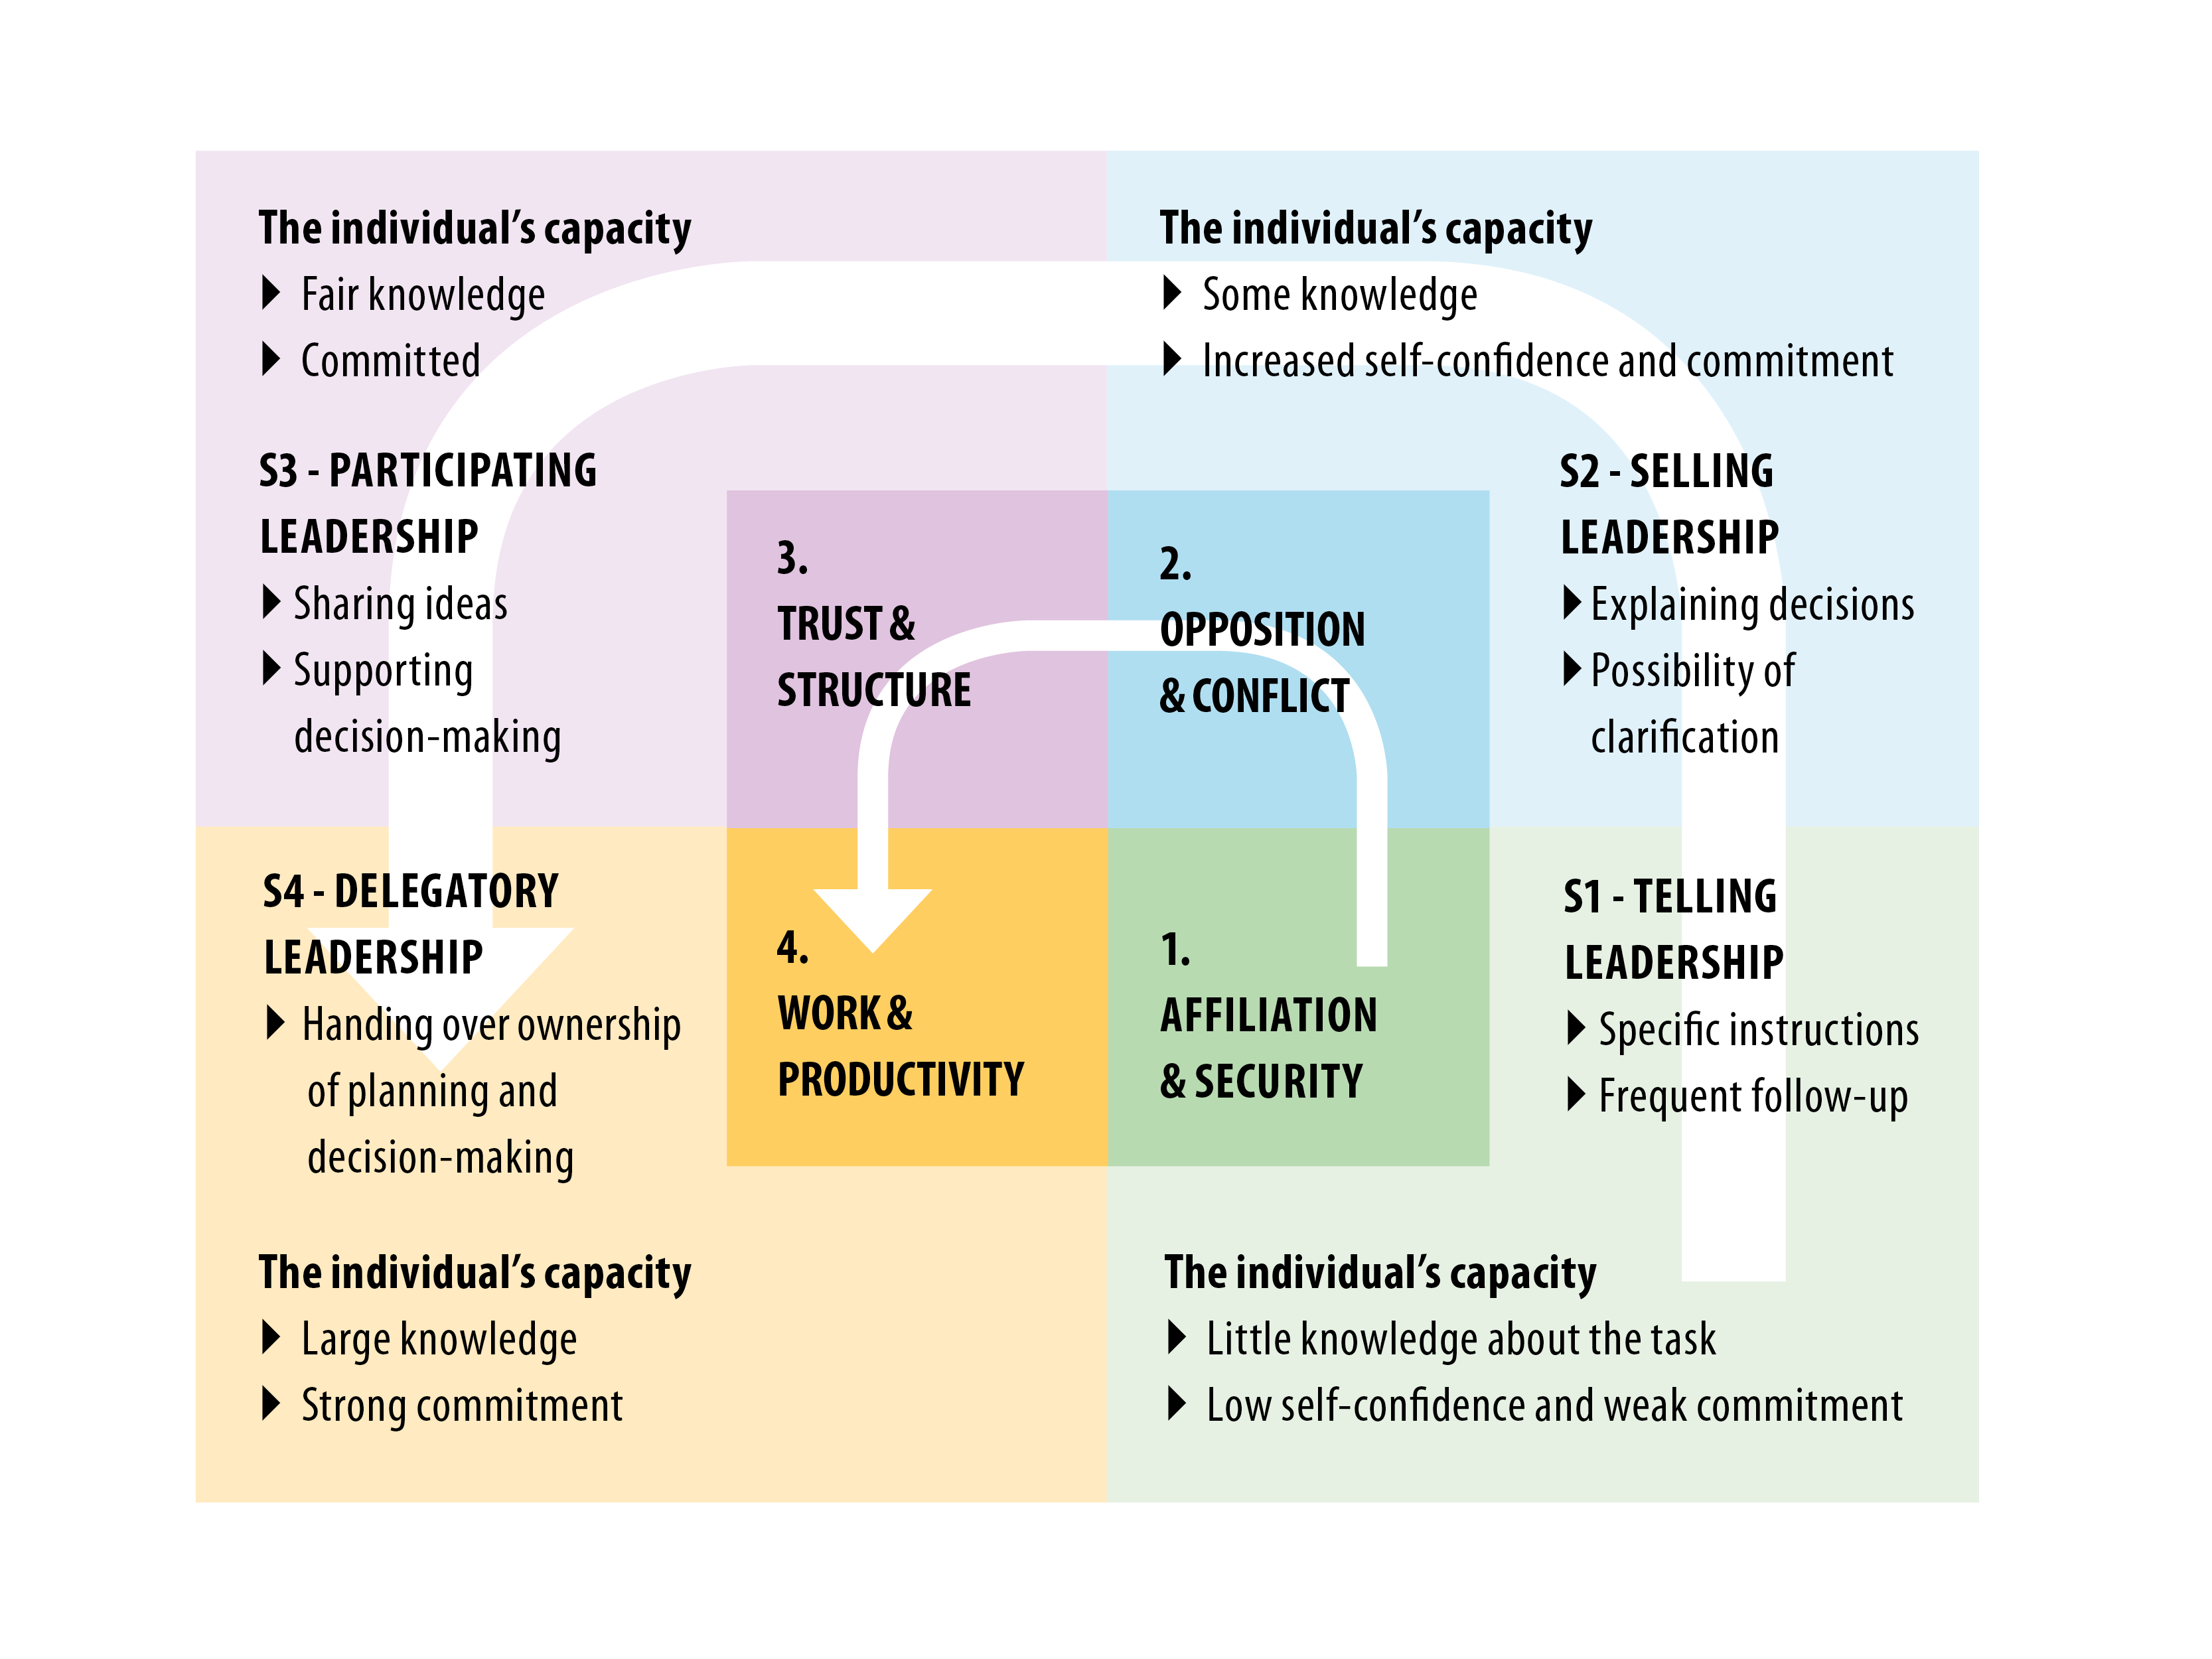 The individual’s capacity
▶ Fair knowledge
▶ Committed
S3 - PARTICIPATING
LEADERSHIP
▶ Sharing ideas
▶ Supporting
decision-making
The individual’s capacity
▶ Some knowledge
▶ Increased self-confidence and commitment
S2 - SELLING
LEADERSHIP
▶ Explaining decisions
▶ Possibility of
clarification
3.
TRUST &
STRUCTURE
2.
OPPOSITION
& CONFLICT
S4 - DELEGATORY
LEADERSHIP
▶ Handing over ownership
of planning and
decision-making
4.
WORK &
PRODUCTIVITY
1.
AFFILIATION
& SECURITY
S1 - TELLING
LEADERSHIP
▶ Specific instructions
▶ Frequent follow-up
The individual’s capacity
▶ Large knowledge
▶ Strong commitment
The individual’s capacity
▶ Little knowledge about the task
▶ Low self-confidence and weak commitment